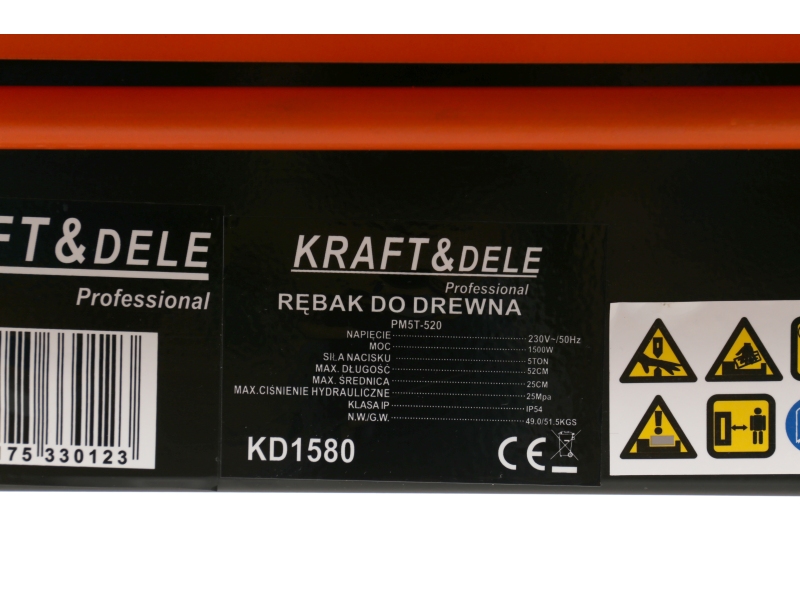 FT&DELE
Professional
175 330123
KRAFT&DELE
Professional
RĘBAK DO DREWNA
PM5T-520
NAPIĘCIE 230V~/50Hz
MOC 1500W
SIŁA NACISKU 5TON
MAX. DŁUGOŚĆ 52CM
MAX. ŚREDNICA 25CM
MAX.CIŚNIENIE HYDRAULICZNE 25Mpa
KLASA IP IP54
N.W./G.W. 49.0/51.5KGS
KD1580
CE